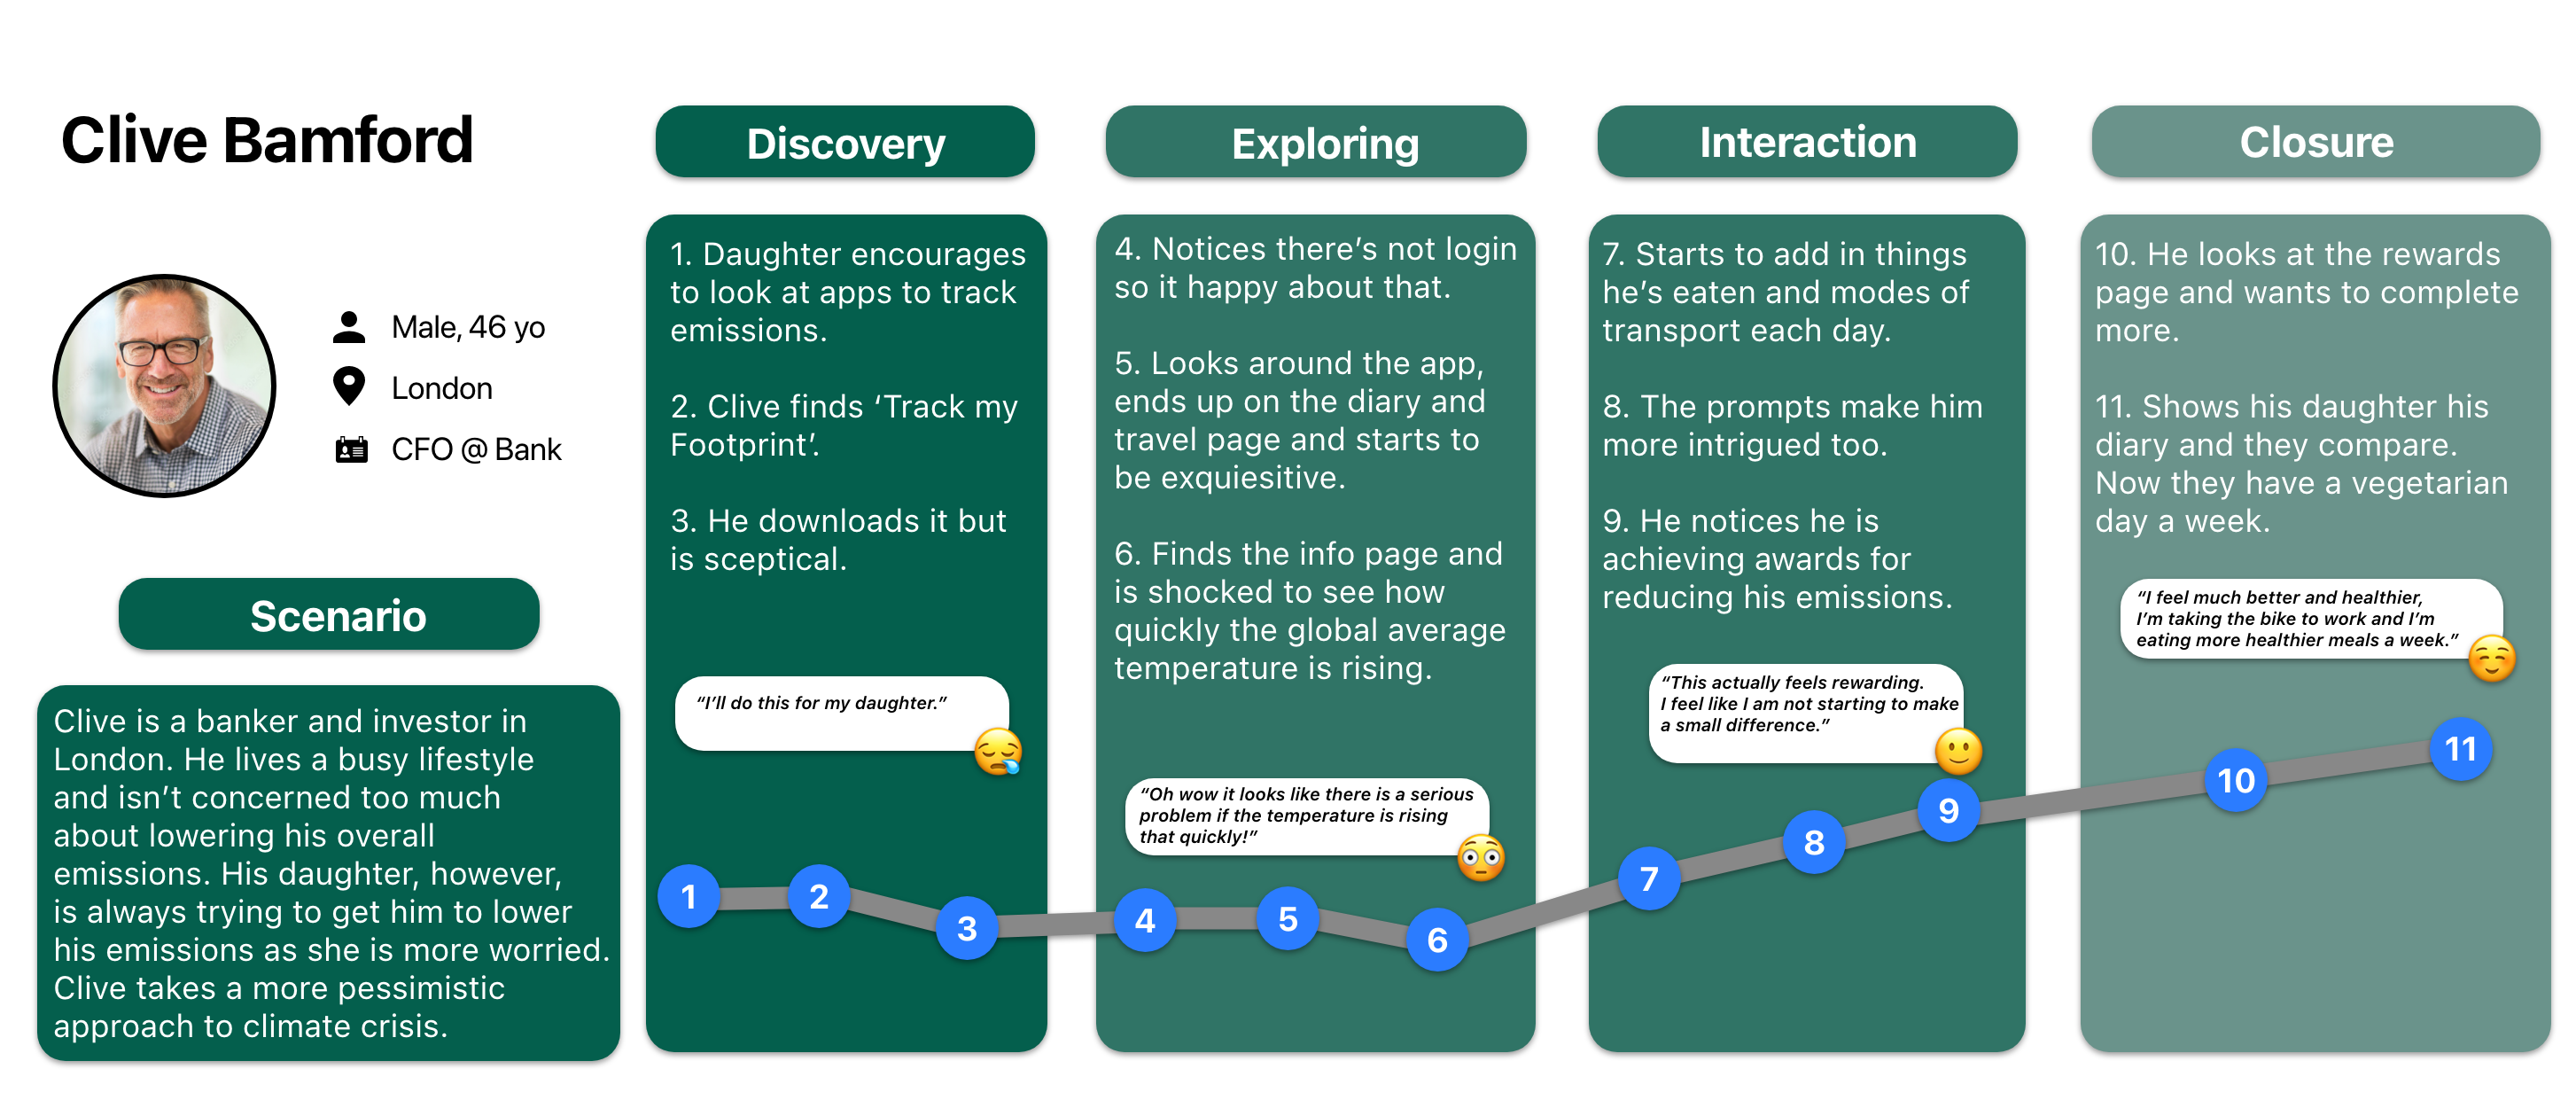 Clive Bamford
Male, 46 yo
London
CFO @ Bank
Scenario
Clive is a banker and investor in
London. He lives a busy lifestyle
and isn’t concerned too much
about lowering his overall
emissions. His daughter, however,
is always trying to get him to lower
his emissions as she is more worried.
Clive takes a more pessimistic
approach to climate crisis.
Discovery
1. Daughter encourages
to look at apps to track
emissions.
2. Clive finds ‘Track my
Footprint’.
3. He downloads it but
is sceptical.
“I’ll do this for my daughter.”
1
2
3
Exploring
4. Notices there’s not login
so it happy about that.
5. Looks around the app,
ends up on the diary and
travel page and starts to
be exquiesitive.
6. Finds the info page and
is shocked to see how
quickly the global average
temperature is rising.
“Oh wow it looks like there is a serious
problem if the temperature is rising
that quickly!”
4
5
6
Interaction
7. Starts to add in things
he’s eaten and modes of
transport each day.
8. The prompts make him
more intrigued too.
9. He notices he is
achieving awards for
reducing his emissions.
“This actually feels rewarding.
I feel like I am not starting to make
a small difference.”
7
8
9
Closure
10. He looks at the rewards
page and wants to complete
more.
11. Shows his daughter his
diary and they compare.
Now they have a vegetarian
day a week.
“I feel much better and healthier,
I’m taking the bike to work and I’m
eating more healthier meals a week.”
10
11